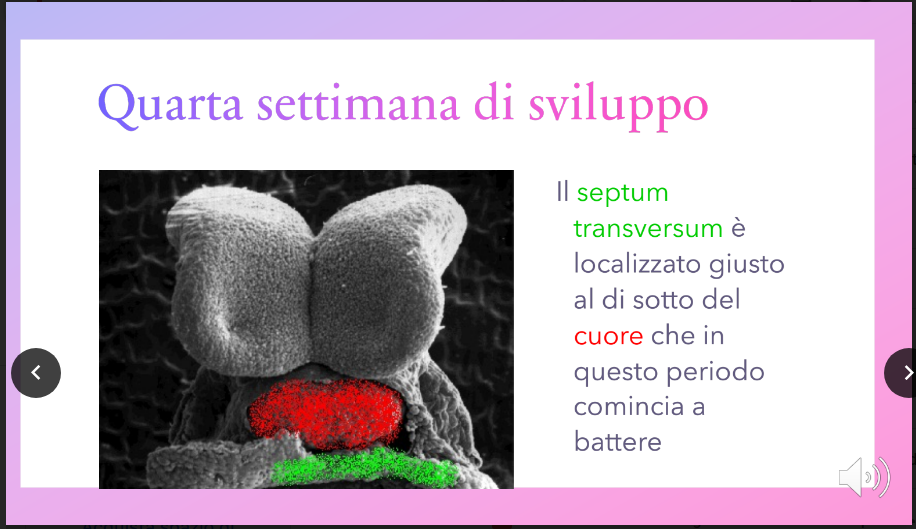 Quarta settimana di sviluppo
Il septum
transversum è
localizzato giusto
al di sotto del
cuore che in
questo periodo
comincia a
battere